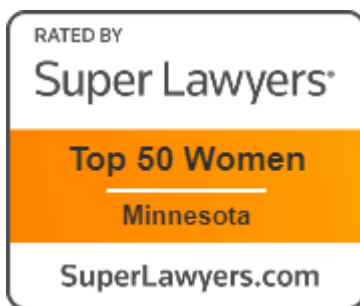 RATED BY
Super Lawyers®
Top 50 Women
Minnesota
SuperLawyers.com